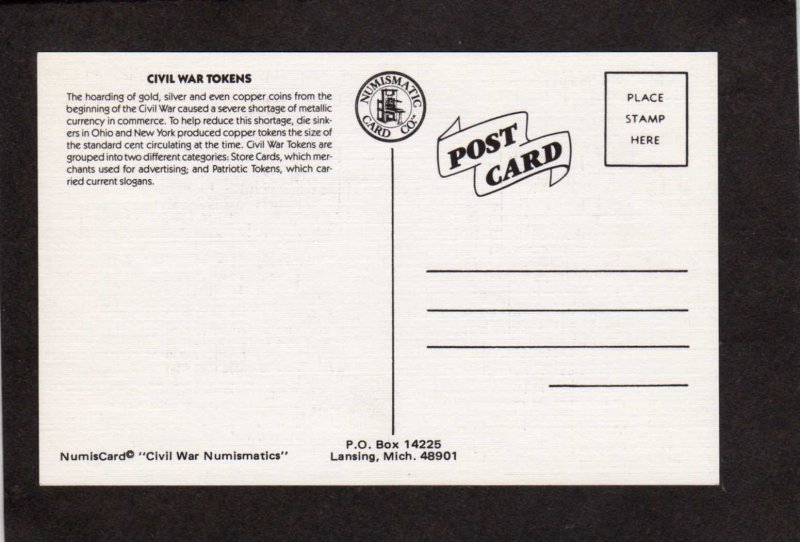 CIVIL WAR TOKENS
The hoarding of gold, silver and even copper coins from the
beginning of the Civil War caused a severe shortage of metallic
currency in commerce. To help reduce this shortage, die sink-
ers in Ohio and New York produced copper tokens the size of
the standard cent circulating at the time. Civil War Tokens are
grouped into two different categories: Store Cards, which mer-
chants used for advertising; and Patriotic Tokens, which car-
ried current slogans.
NumisCard© "Civil War Numismatics"
NUMISMATIC
CARD CO.™
P.O. Box 14225
Lansing, Mich. 48901
POST
CARD
PLACE
STAMP
HERE